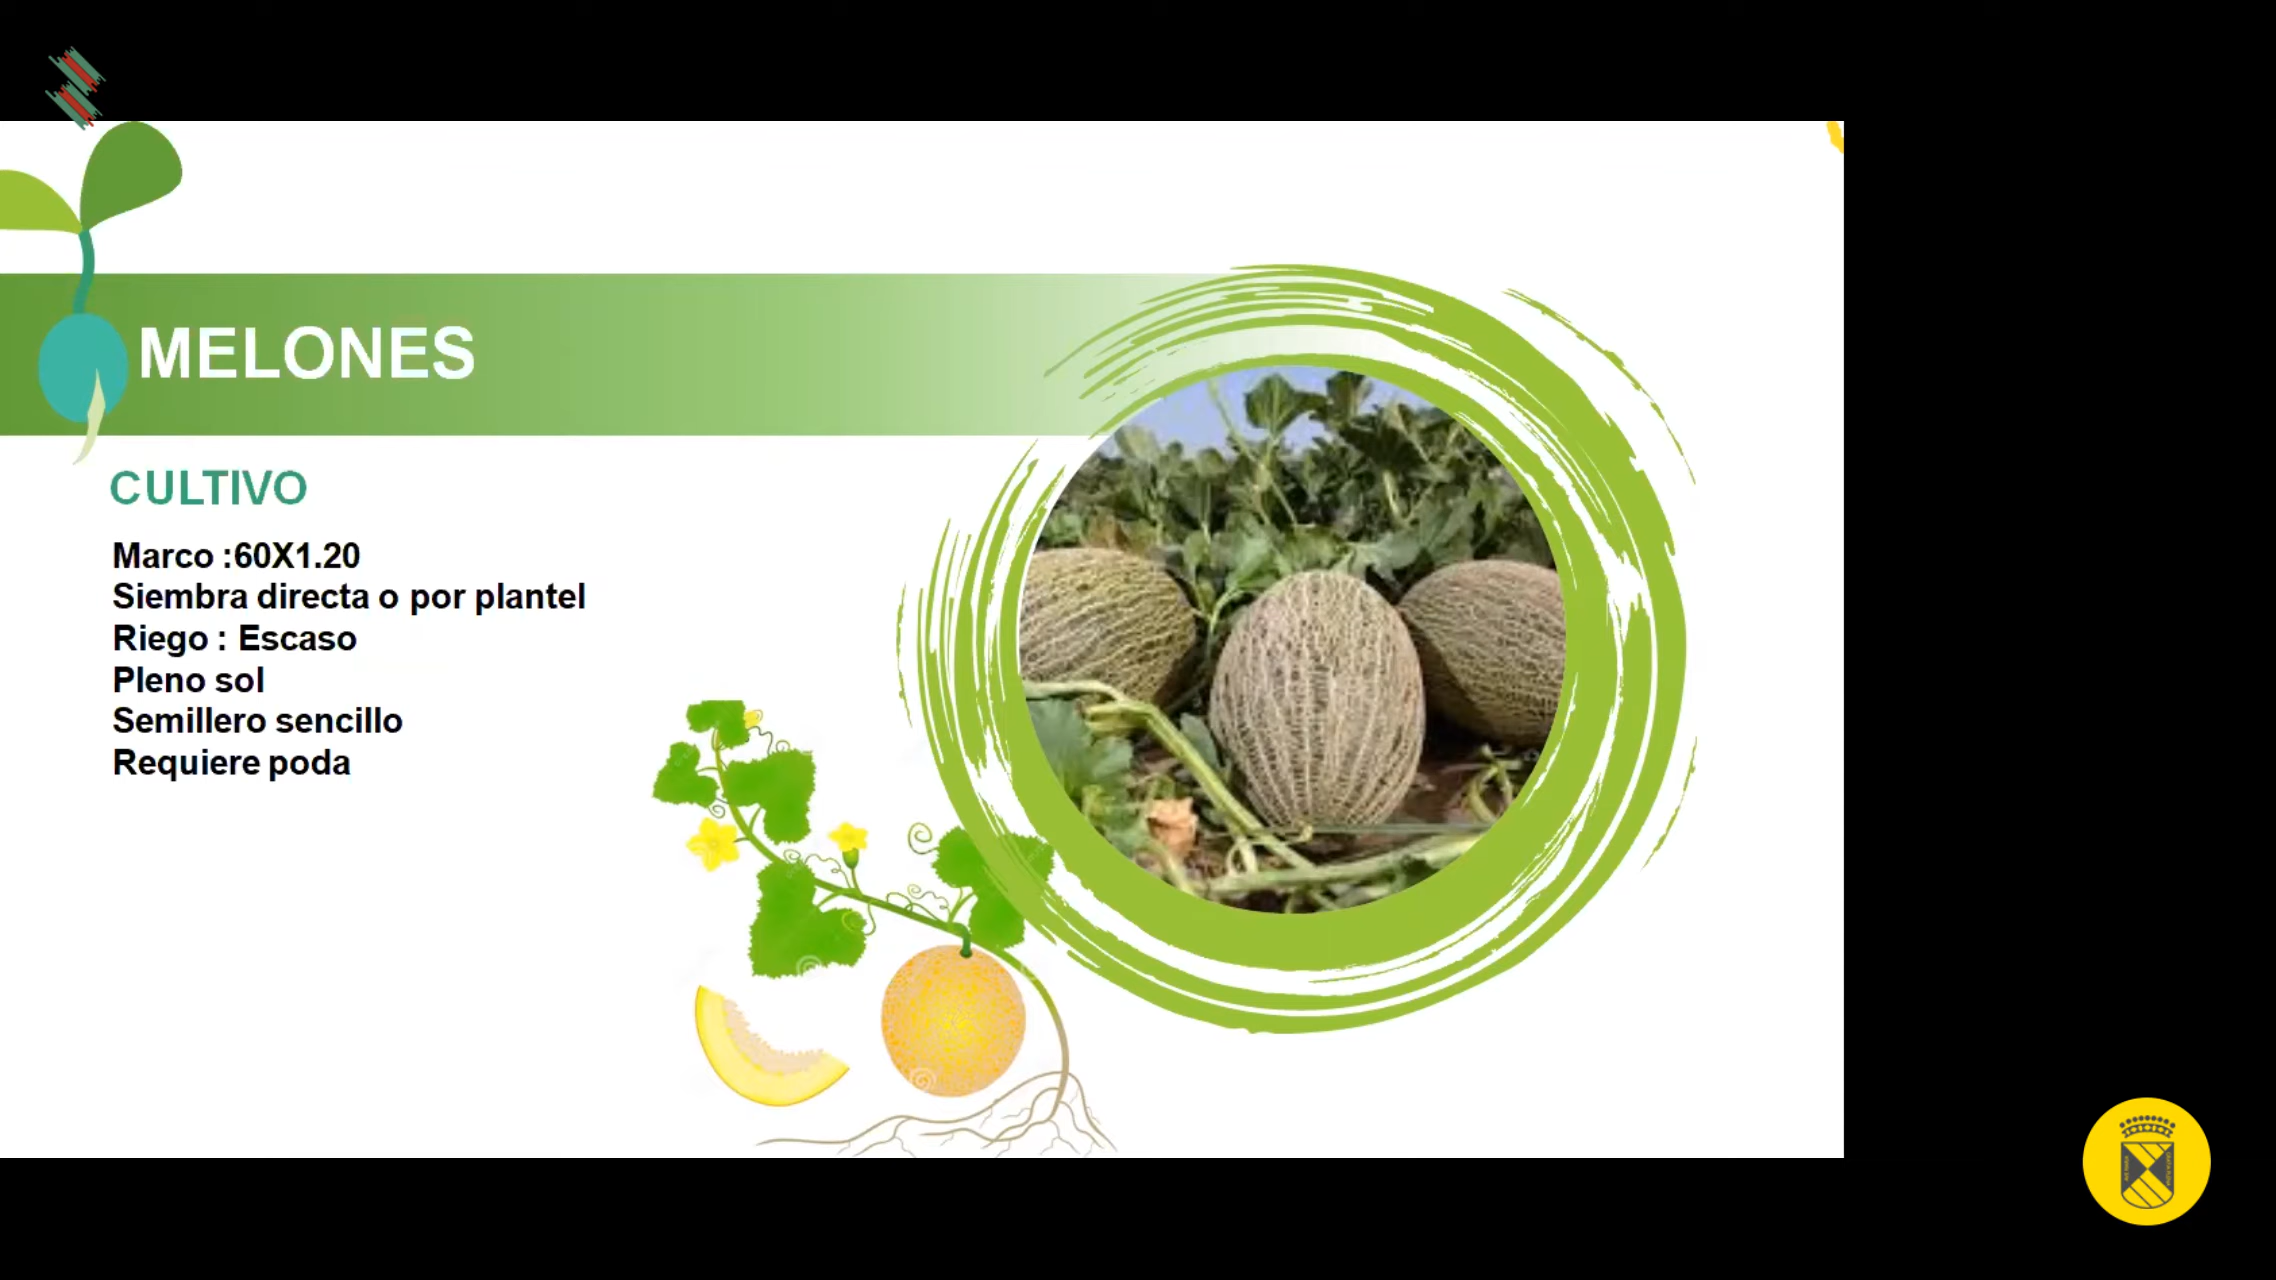 MELONES
CULTIVO
Marco :60X1.20
Siembra directa o por plantel
Riego : Escaso
Pleno sol
Semillero sencillo
Requiere poda